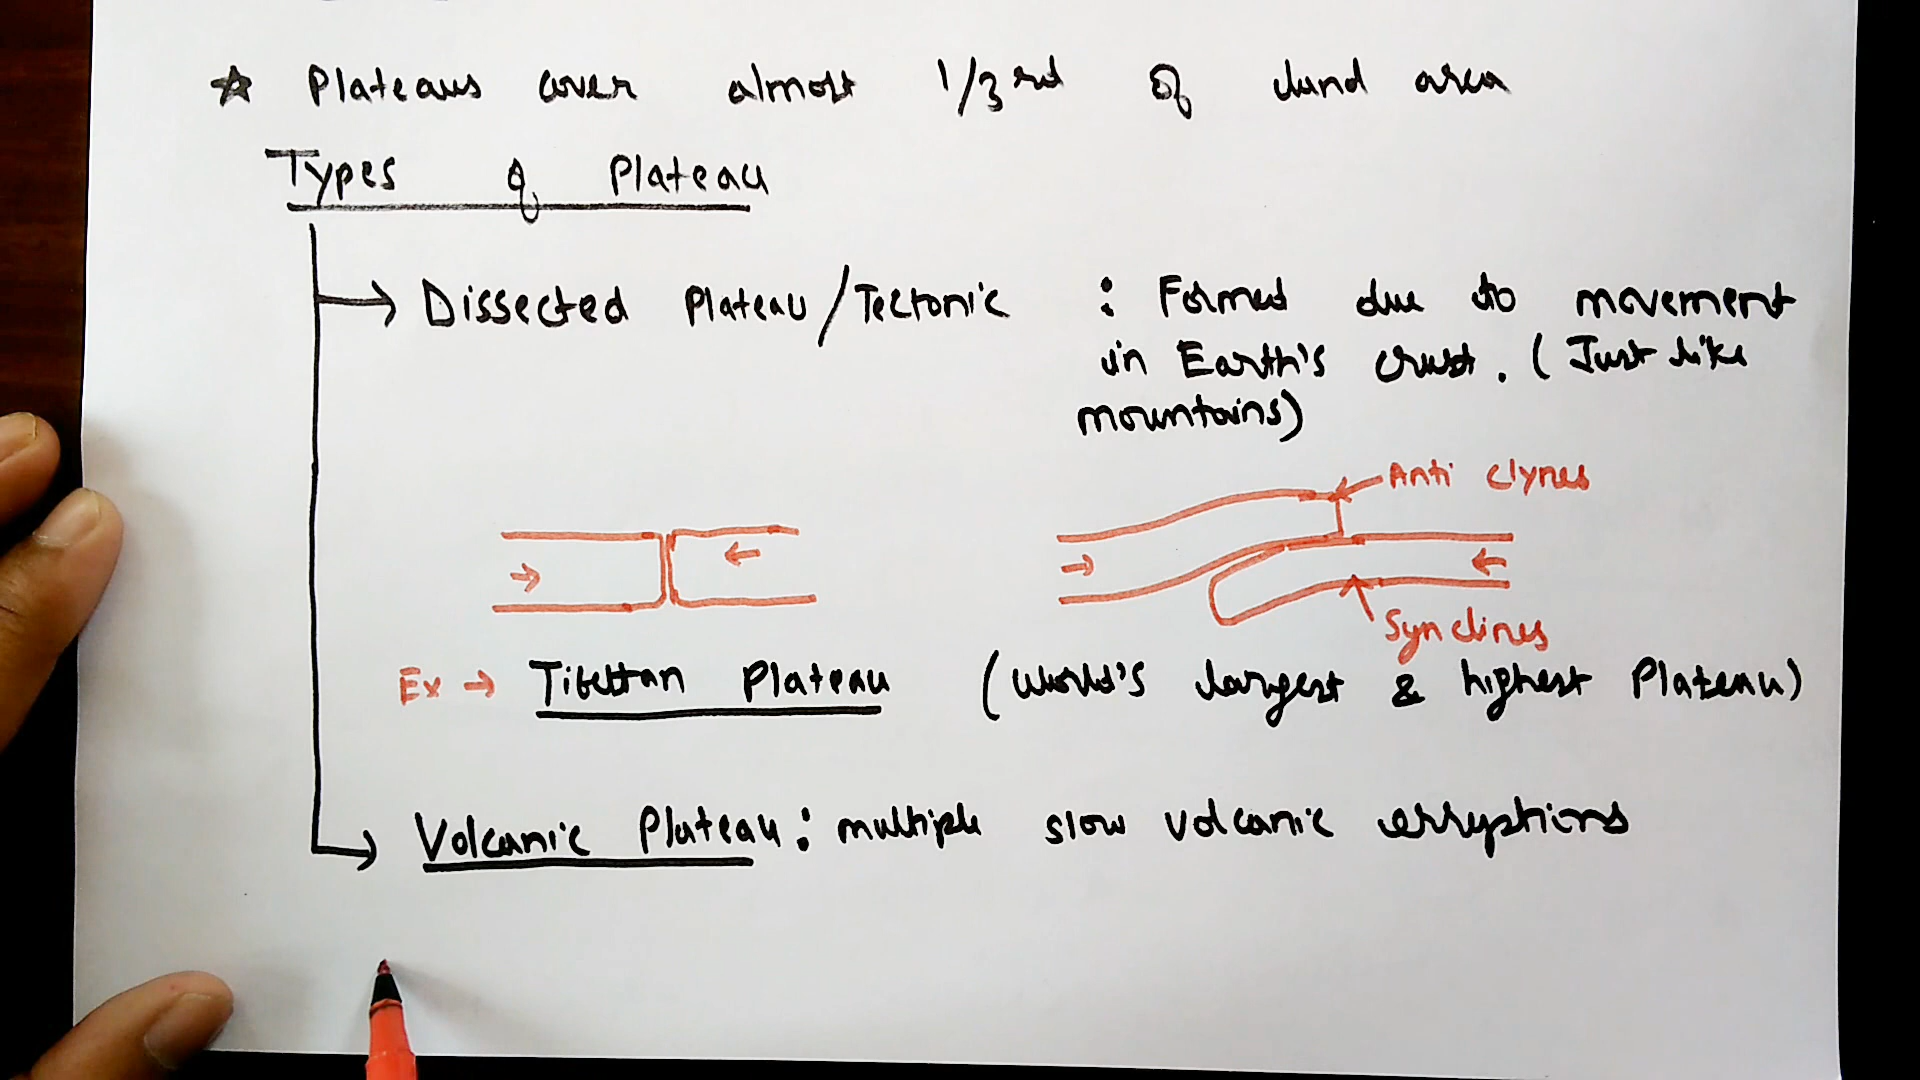 ☆ Plateaus cover almost 1/3rd of land area
Types of Plateau
→ Dissected Plateau/Tectonic : Formed due to movement
in Earth's crust. (Just like
mountains)
Anti clynes
→ ← → ←
Synclines
Ex → Tibettan Plateau (World's largest & highest Plateau)
→ Volcanic Plateau : multiple slow volcanic erryptions